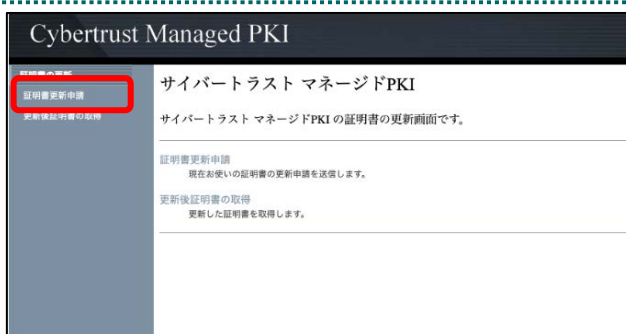 Cybertrust Managed PKI
証明書の更新
証明書更新申請
更新後証明書の取得
サイバートラスト マネージドPKI
サイバートラスト マネージドPKI の証明書の更新画面です。
証明書更新申請
現在お使いの証明書の更新申請を送信します。
更新後証明書の取得
更新した証明書を取得します。